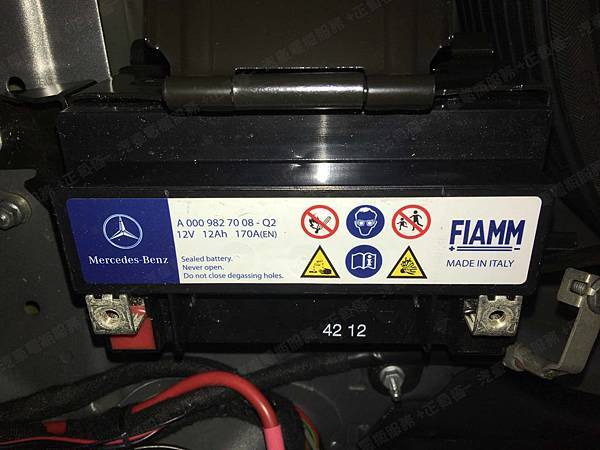 A 000 982 70 08 - Q2
12V 12Ah 170A(EN)
Mercedes-Benz
Sealed battery.
Never open.
Do not close degassing holes.
FIAMM
MADE IN ITALY
42 12